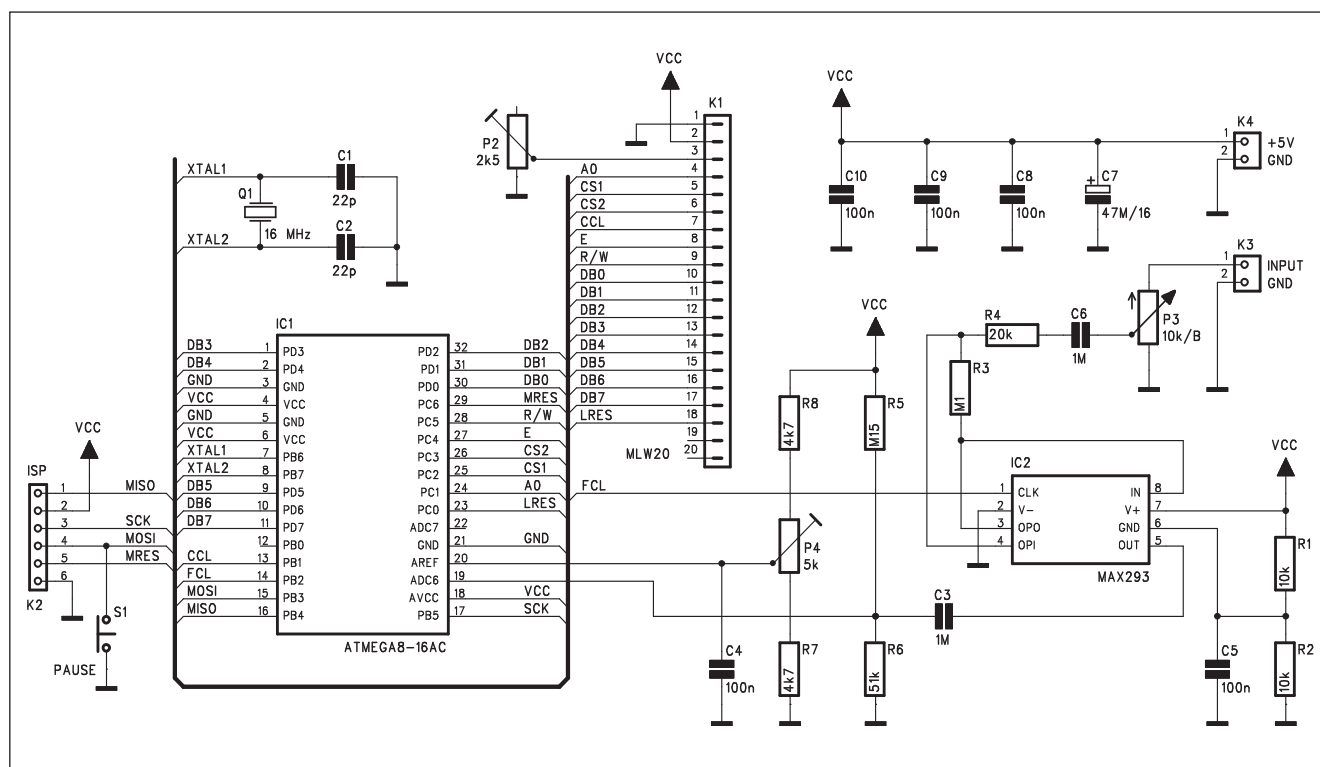 VCC
VCC
K1
K4
1
2
3
4
5
6
7
8
9
10
11
12
13
14
15
16
17
18
19
20
MLW20
A0
CS1
CS2
CCL
E
R/W
DB0
DB1
DB2
DB3
DB4
DB5
DB6
DB7
LRES
P2
2k5
XTAL1
C1
22p
Q1
16 MHz
XTAL2
C2
22p
C10
100n
C9
100n
C8
100n
+
C7
47M/16
1 +5V
2 GND
K3
1 INPUT
2 GND
P3
10k/B
C6
1M
R4
20k
R3
M1
VCC
R8
4k7
R5
M15
P4
5k
R7
4k7
R6
51k
C4
100n
C3
1M
IC1
DB3 1 PD3 PD2 32 DB2
DB4 2 PD4 PD1 31 DB1
GND 3 GND PD0 30 DB0
VCC 4 VCC PC6 29 MRES
GND 5 GND PC5 28 R/W
VCC 6 VCC PC4 27 E
XTAL1 7 PB6 PC3 26 CS2
XTAL2 8 PB7 PC2 25 CS1
DB5 9 PD5 PC1 24 A0
DB6 10 PD6 PC0 23 LRES
DB7 11 PD7 ADC7 22
12 PB0 GND 21 GND
CCL 13 PB1 AREF 20
FCL 14 PB2 ADC6 19
MOSI 15 PB3 AVCC 18 VCC
MISO 16 PB4 PB5 17 SCK
ATMEGA8-16AC
VCC
ISP
1 MISO
2
3 SCK
4 MOSI
5 MRES
6
K2
S1
PAUSE
FCL
IC2
1 CLK IN 8
2 V- V+ 7
3 OPO GND 6
4 OPI OUT 5
MAX293
VCC
R1
10k
R2
10k
C5
100n